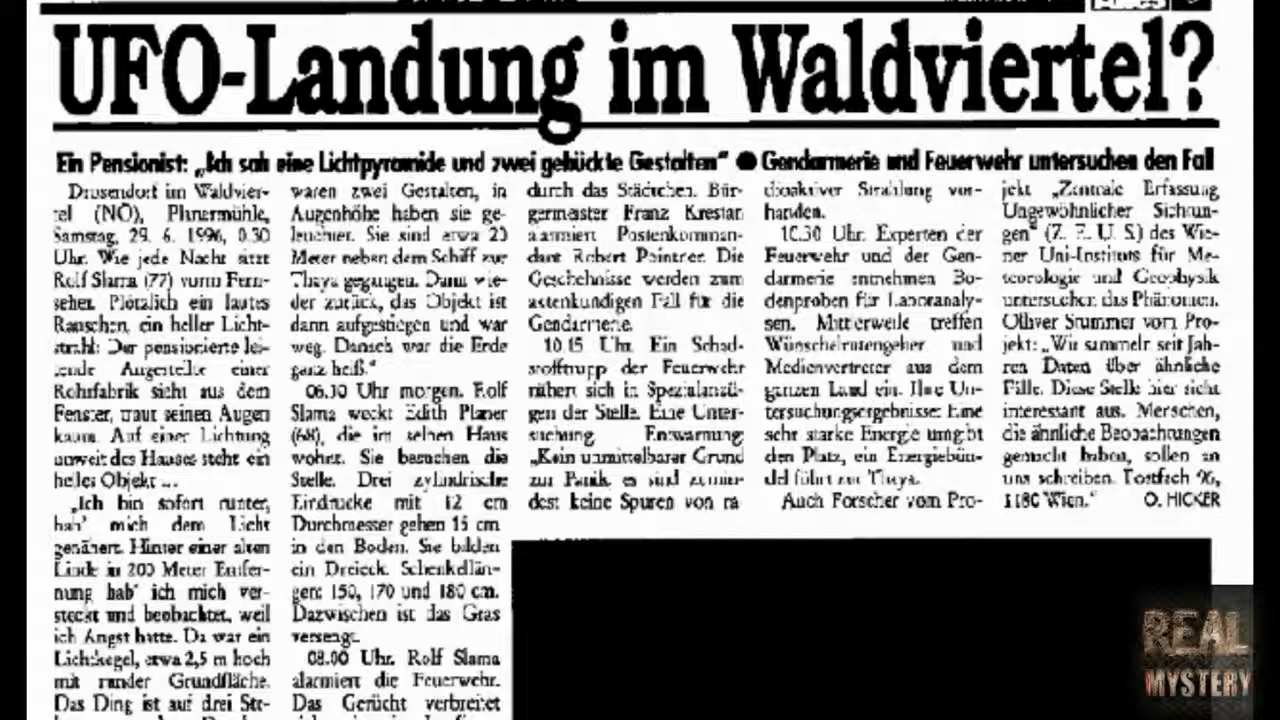 UFO-Landung im Waldviertel?
Ein Pensionist: „Ich sah eine Lichtpyramide und zwei gebückte Gestalten" ● Gendarmerie und Feuerwehr untersuchen den Fall
Drosendorf im Waldvier-
tel (NÖ), Planermühle,
Samstag, 29. 6. 1996, 0.30
Uhr. Wie jede Nacht sitzt
Rolf Slama (77) vorm Fern-
seher. Plötzlich ein lautes
Rauschen, ein heller Licht-
strahl: Der pensionierte lei-
tende Angestellte einer
Rohrfabrik sieht aus dem
Fenster, traut seinen Augen
kaum. Auf einer Lichtung
unweit des Hauses steht ein
helles Objekt ...
„Ich bin sofort runter,
hab' mich dem Licht
genähert. Hinter einer alten
Linde in 200 Meter Entfer-
nung hab' ich mich ver-
steckt und beobachtet, weil
ich Angst hatte. Da war ein
Lichtkegel, etwa 2,5 m hoch
mit runder Grundfläche.
Das Ding ist auf drei Ste-
waren zwei Gestalten, in
Augenhöhe haben sie ge-
leuchtet. Sie sind etwa 20
Meter neben dem Schiff zur
Thaya gegangen. Dann wie-
der zurück, das Objekt ist
dann aufgestiegen und war
weg. Danach war die Erde
ganz heiß."
06.30 Uhr morgen. Rolf
Slama weckt Edith Planer
(68), die im selben Haus
wohnt. Sie besuchen die
Stelle. Drei zylindrische
Eindrücke mit 12 cm
Durchmesser gehen 15 cm
in den Boden. Sie bilden
ein Dreieck. Schenkellän-
gen: 150, 170 und 180 cm.
Dazwischen ist das Gras
versengt.
08.00 Uhr. Rolf Slama
alarmiert die Feuerwehr.
Das Gerücht verbreitet
durch das Städtchen. Bür-
germeister Franz Krestan
alarmiert Postenkomman-
dant Robert Pointner. Die
Geschehnisse werden zum
aktenkundigen Fall für die
Gendarmerie.
10.15 Uhr. Ein Schad-
stofftrupp der Feuerwehr
nähert sich in Spezialanzü-
gen der Stelle. Eine Unter-
suchung. Entwarnung:
„Kein unmittelbarer Grund
zur Panik, es sind zumin-
dest keine Spuren von ra-
dioaktiver Strahlung vor-
handen.
10.30 Uhr. Experten der
Feuerwehr und der Gen-
darmerie entnehmen Bo-
denproben für Laboranaly-
sen. Mittlerweile treffen
Wünschelrutengeher und
Medienvertreter aus dem
ganzen Land ein. Ihre Un-
tersuchungsergebnisse: Eine
sehr starke Energie umgibt
den Platz, ein Energiebün-
del führt zur Thaya.
Auch Forscher vom Pro-
jekt „Zentrale Erfassung
Ungewöhnlicher Sichtun-
gen" (Z. E. U. S.) des Wie-
ner Uni-Instituts für Me-
teorologie und Geophysik
untersuchen das Phänomen.
Oliver Stummer vom Pro-
jekt: „Wir sammeln seit Jah-
ren Daten über ähnliche
Fälle. Diese Stelle hier sieht
interessant aus. Menschen,
die ähnliche Beobachtungen
gemacht haben, sollen an
uns schreiben. Postfach 96,
1180 Wien." O. HICKER
REAL
MYSTERY